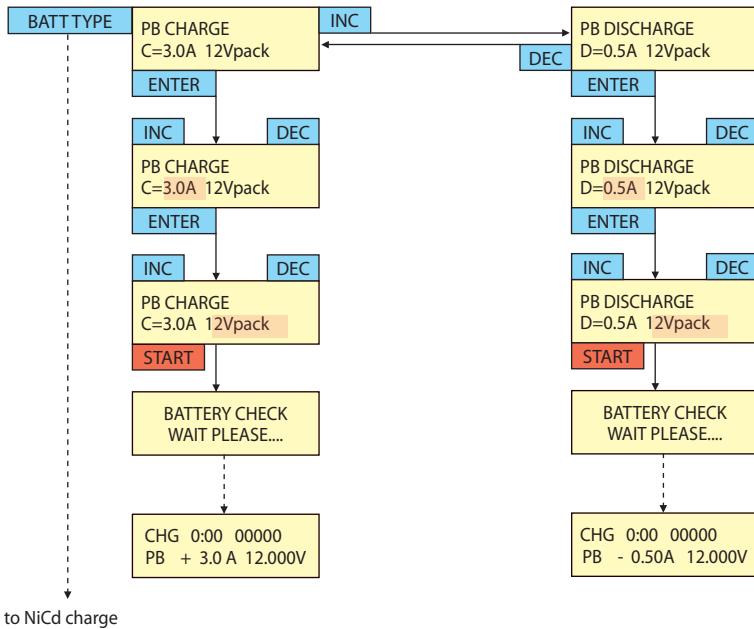 BATT TYPE
PB CHARGE
C=3.0A 12Vpack
INC
DEC
PB DISCHARGE
D=0.5A 12Vpack
ENTER
ENTER
INC
DEC
PB CHARGE
C=3.0A 12Vpack
ENTER
INC
DEC
PB DISCHARGE
D=0.5A 12Vpack
ENTER
INC
DEC
PB CHARGE
C=3.0A 12Vpack
START
INC
DEC
PB DISCHARGE
D=0.5A 12Vpack
START
BATTERY CHECK
WAIT PLEASE....
BATTERY CHECK
WAIT PLEASE....
CHG 0:00 00000
PB + 3.0 A 12.000V
CHG 0:00 00000
PB - 0.50A 12.000V
to NiCd charge